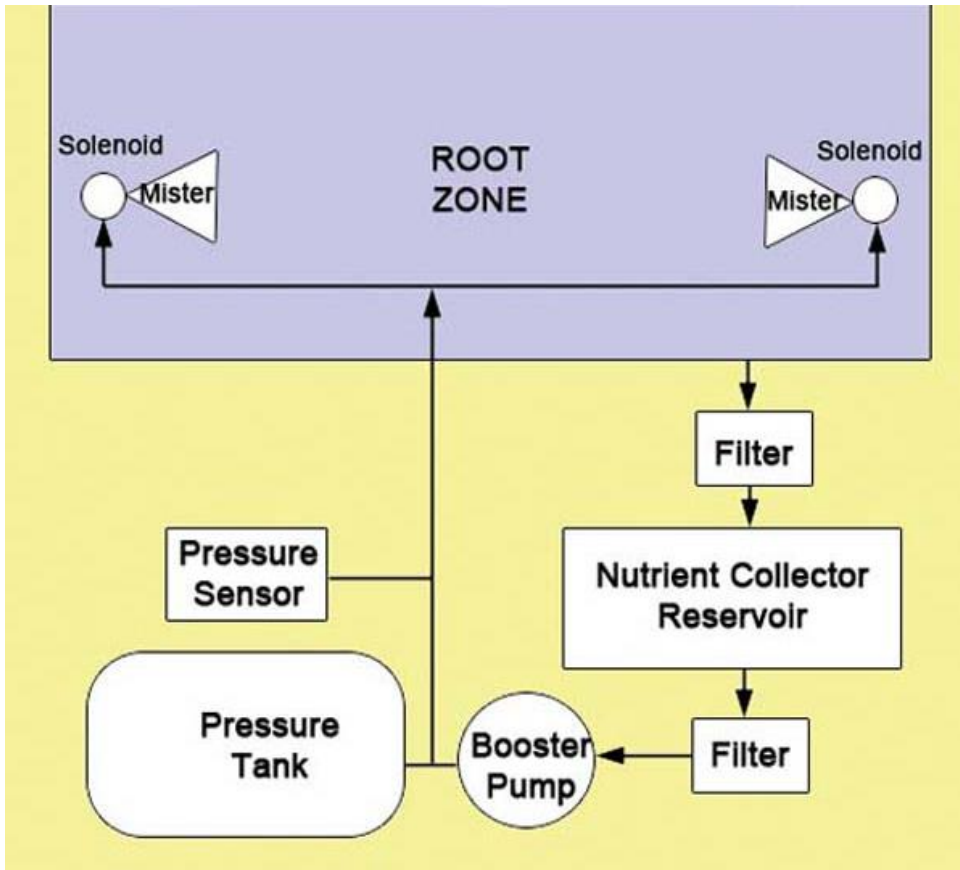 Solenoid
Mister
ROOT
ZONE
Solenoid
Mister
Filter
Pressure
Sensor
Nutrient Collector
Reservoir
Pressure
Tank
Booster
Pump
Filter